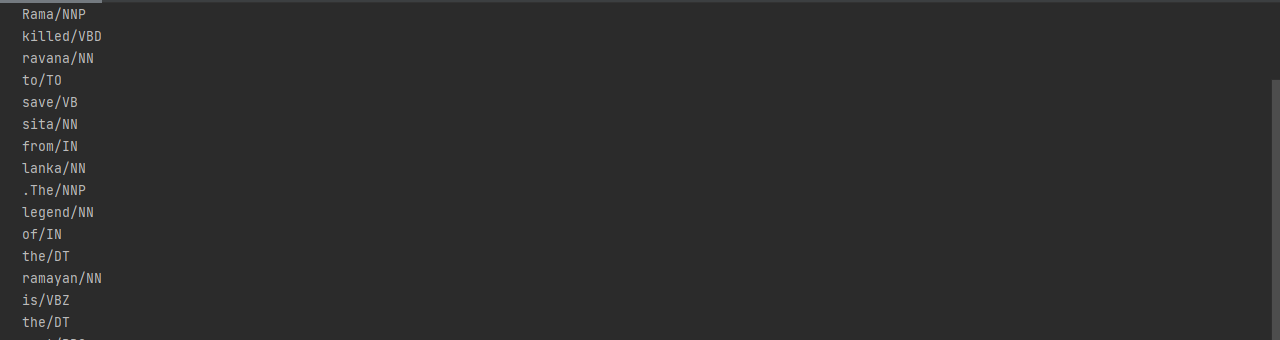 Rama/NNP
killed/VBD
ravana/NN
to/TO
save/VB
sita/NN
from/IN
lanka/NN
.The/NNP
legend/NN
of/IN
the/DT
ramayan/NN
is/VBZ
the/DT